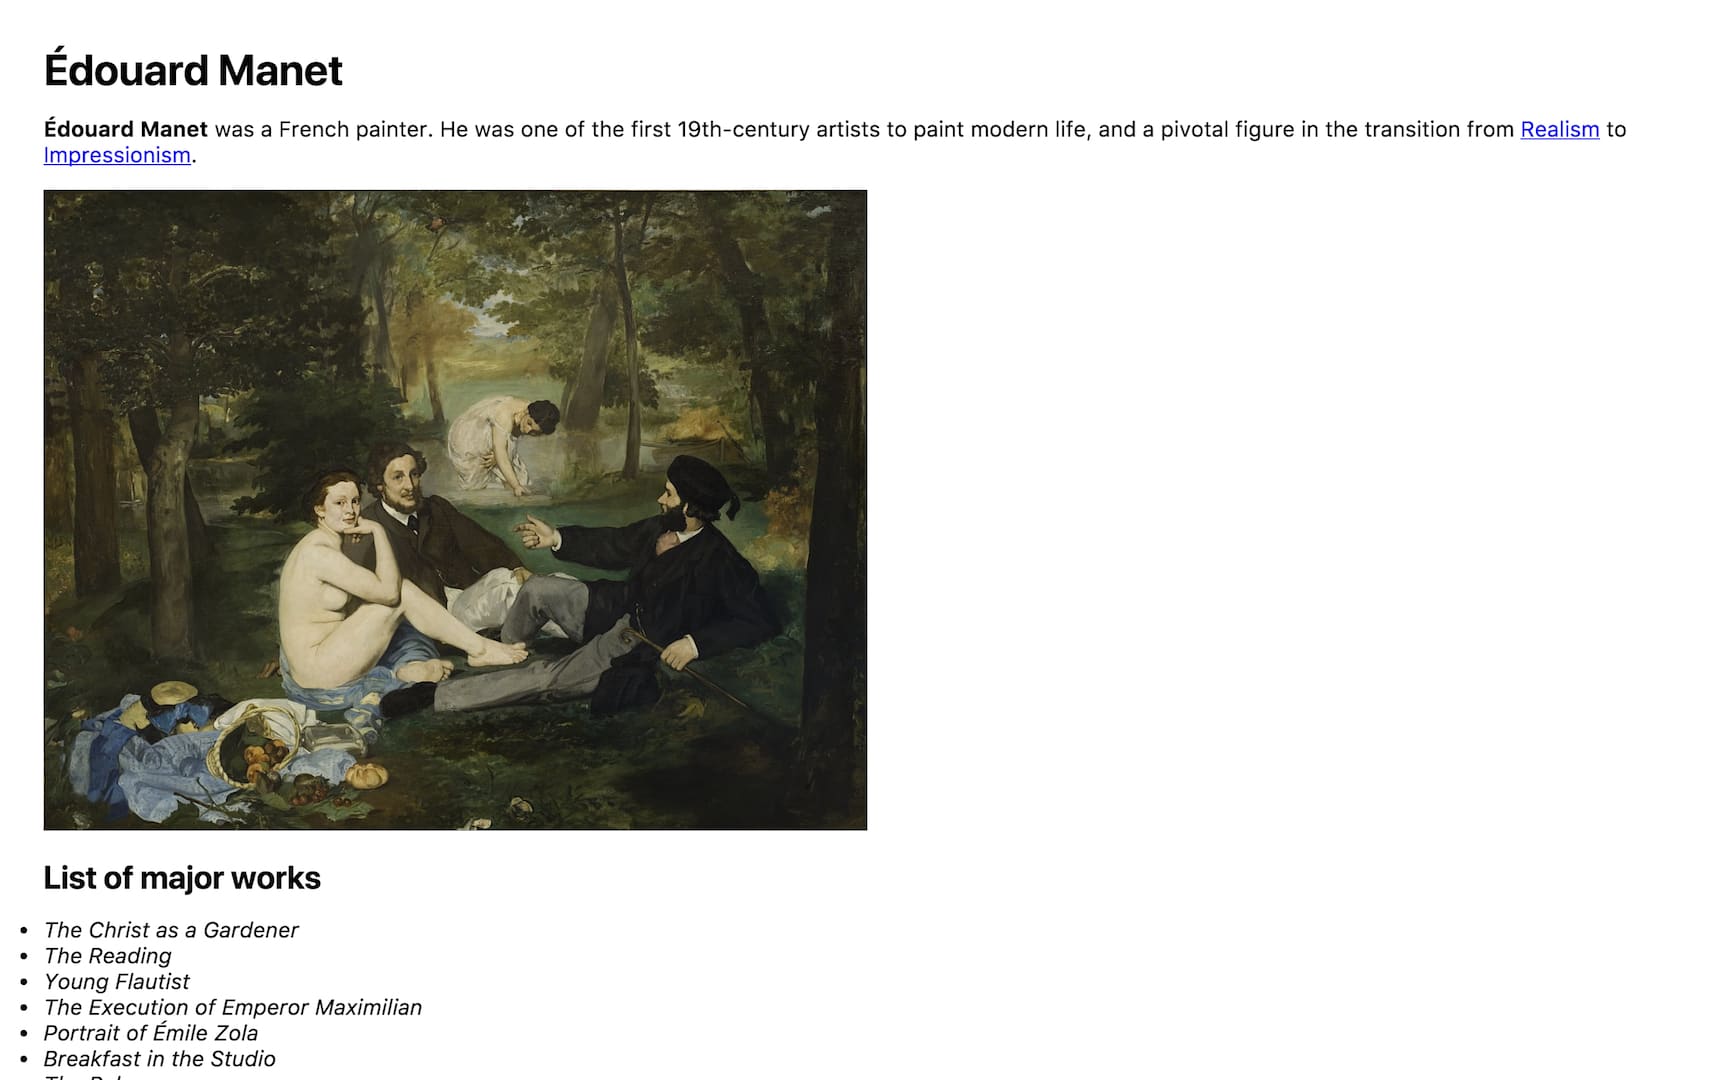 Édouard Manet
Édouard Manet was a French painter. He was one of the first 19th-century artists to paint modern life, and a pivotal figure in the transition from Realism to
Impressionism.
List of major works
• The Christ as a Gardener
• The Reading
• Young Flautist
• The Execution of Emperor Maximilian
• Portrait of Émile Zola
• Breakfast in the Studio